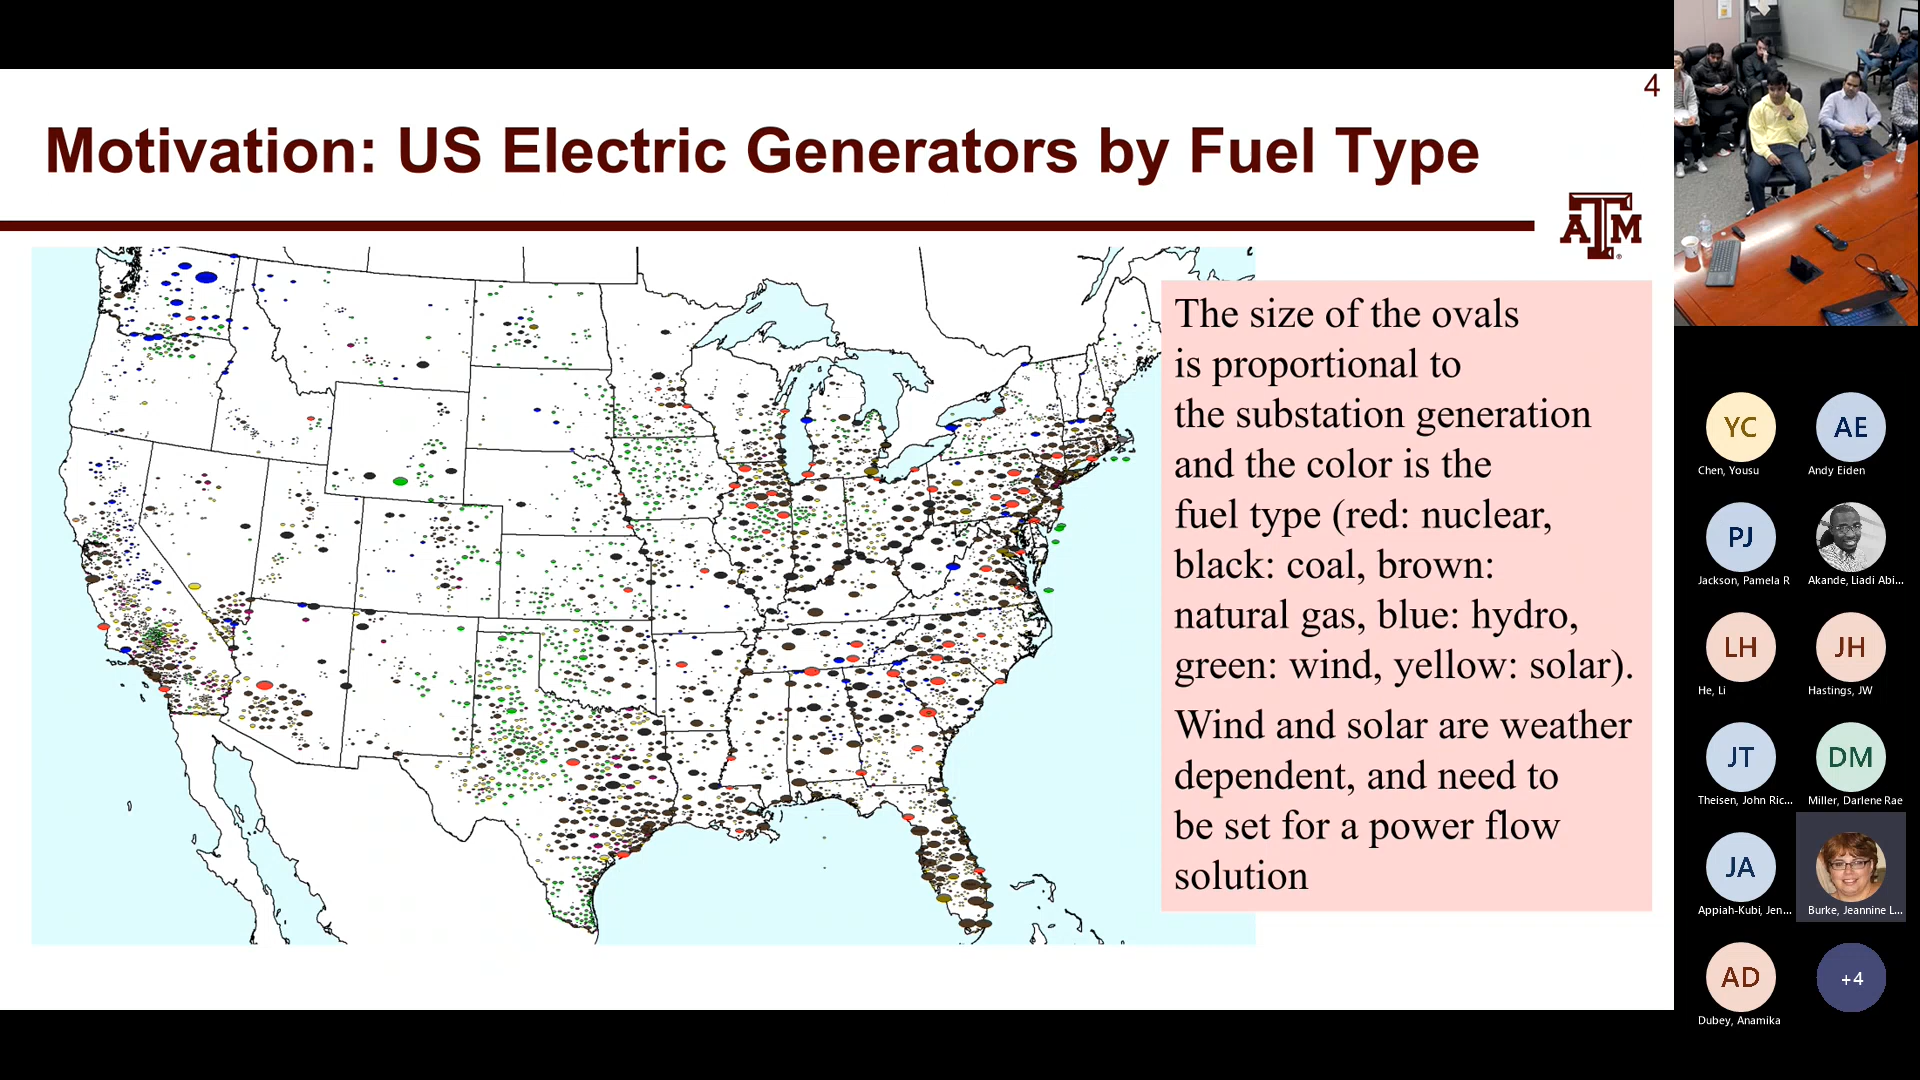 4
Motivation: US Electric Generators by Fuel Type
ATM
The size of the ovals
is proportional to
the substation generation
and the color is the
fuel type (red: nuclear,
black: coal, brown:
natural gas, blue: hydro,
green: wind, yellow: solar).
Wind and solar are weather
dependent, and need to
be set for a power flow
solution
YC
Chen, Yousu
AE
Andy Eiden
PJ
Jackson, Pamela R
Akande, Liadi Abi...
LH
He, Li
JH
Hastings, JW
JT
Theisen, John Ric...
DM
Miller, Darlene Rae
JA
Appiah-Kubi, Jen...
Burke, Jeannine L...
AD
Dubey, Anamika
+4